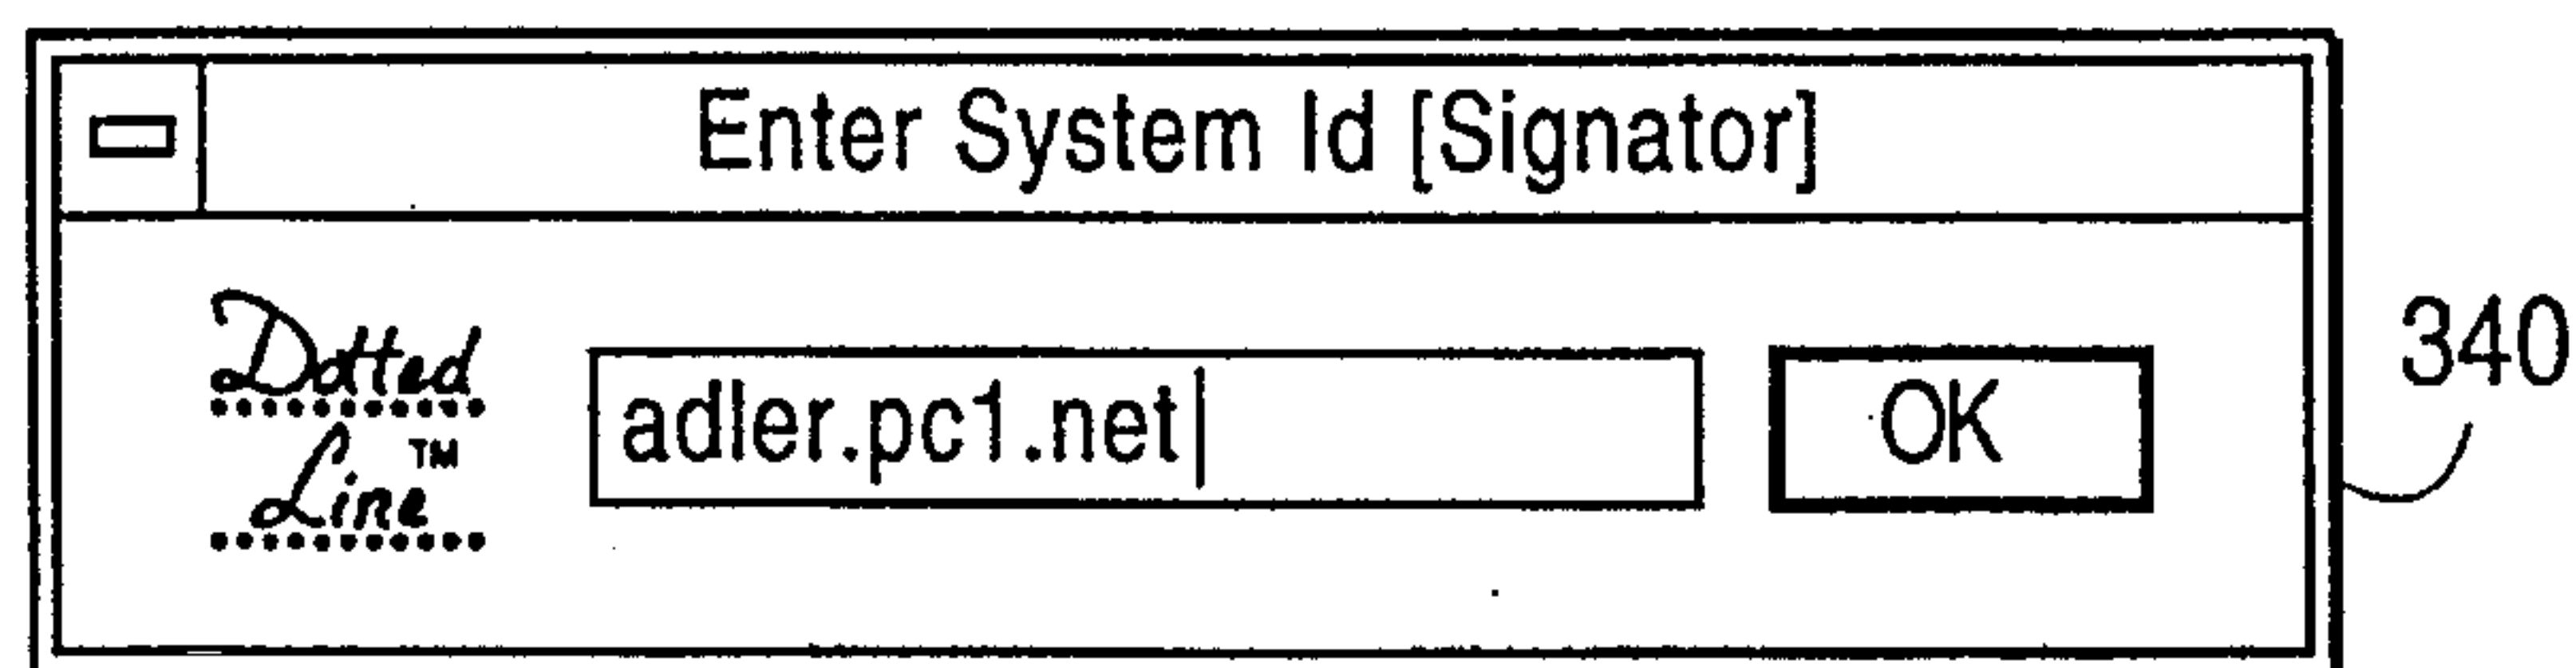 Enter System Id [Signator]
Dotted
Line™
adler.pc1.net
OK
340